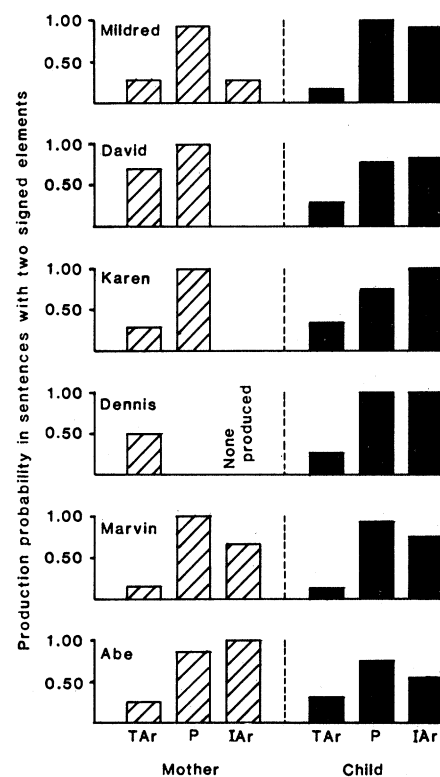 Production probability in sentences with two signed elements
1.00
0.50
Mildred
1.00
0.50
David
1.00
0.50
Karen
1.00
0.50
Dennis
None
produced
1.00
0.50
Marvin
1.00
0.50
Abe
TAr P IAr TAr P IAr
Mother Child